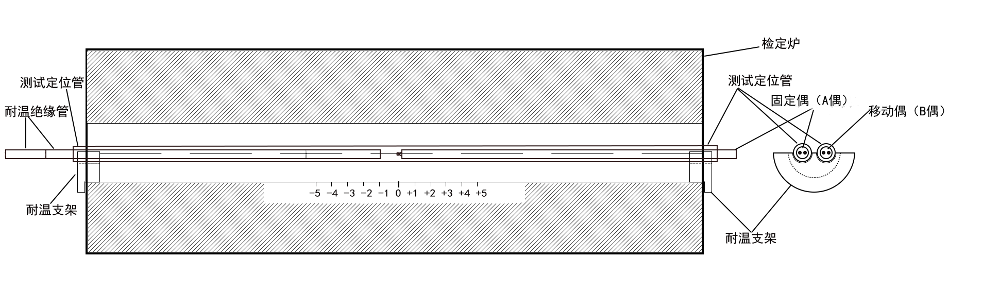 检定炉
测试定位管
测试定位管
固定偶（A偶）
耐温绝缘管
移动偶（B偶）
-5 -4 -3 -2 -1 0 +1 +2 +3 +4 +5
耐温支架
耐温支架